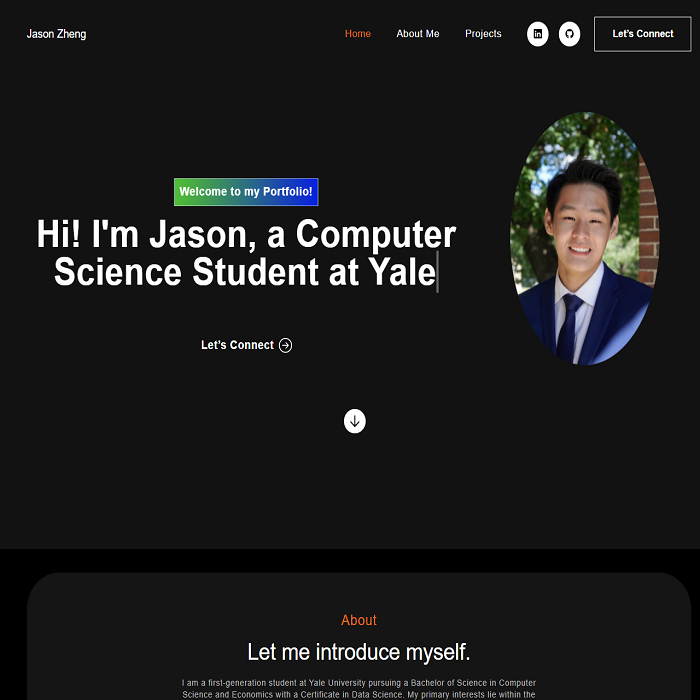 Jason Zheng
Home
About Me
Projects
Let's Connect
Welcome to my Portfolio!
Hi! I'm Jason, a Computer
Science Student at Yale
Let's Connect
About
Let me introduce myself.
I am a first-generation student at Yale University pursuing a Bachelor of Science in Computer
Science and Economics with a Certificate in Data Science. My primary interests lie within the